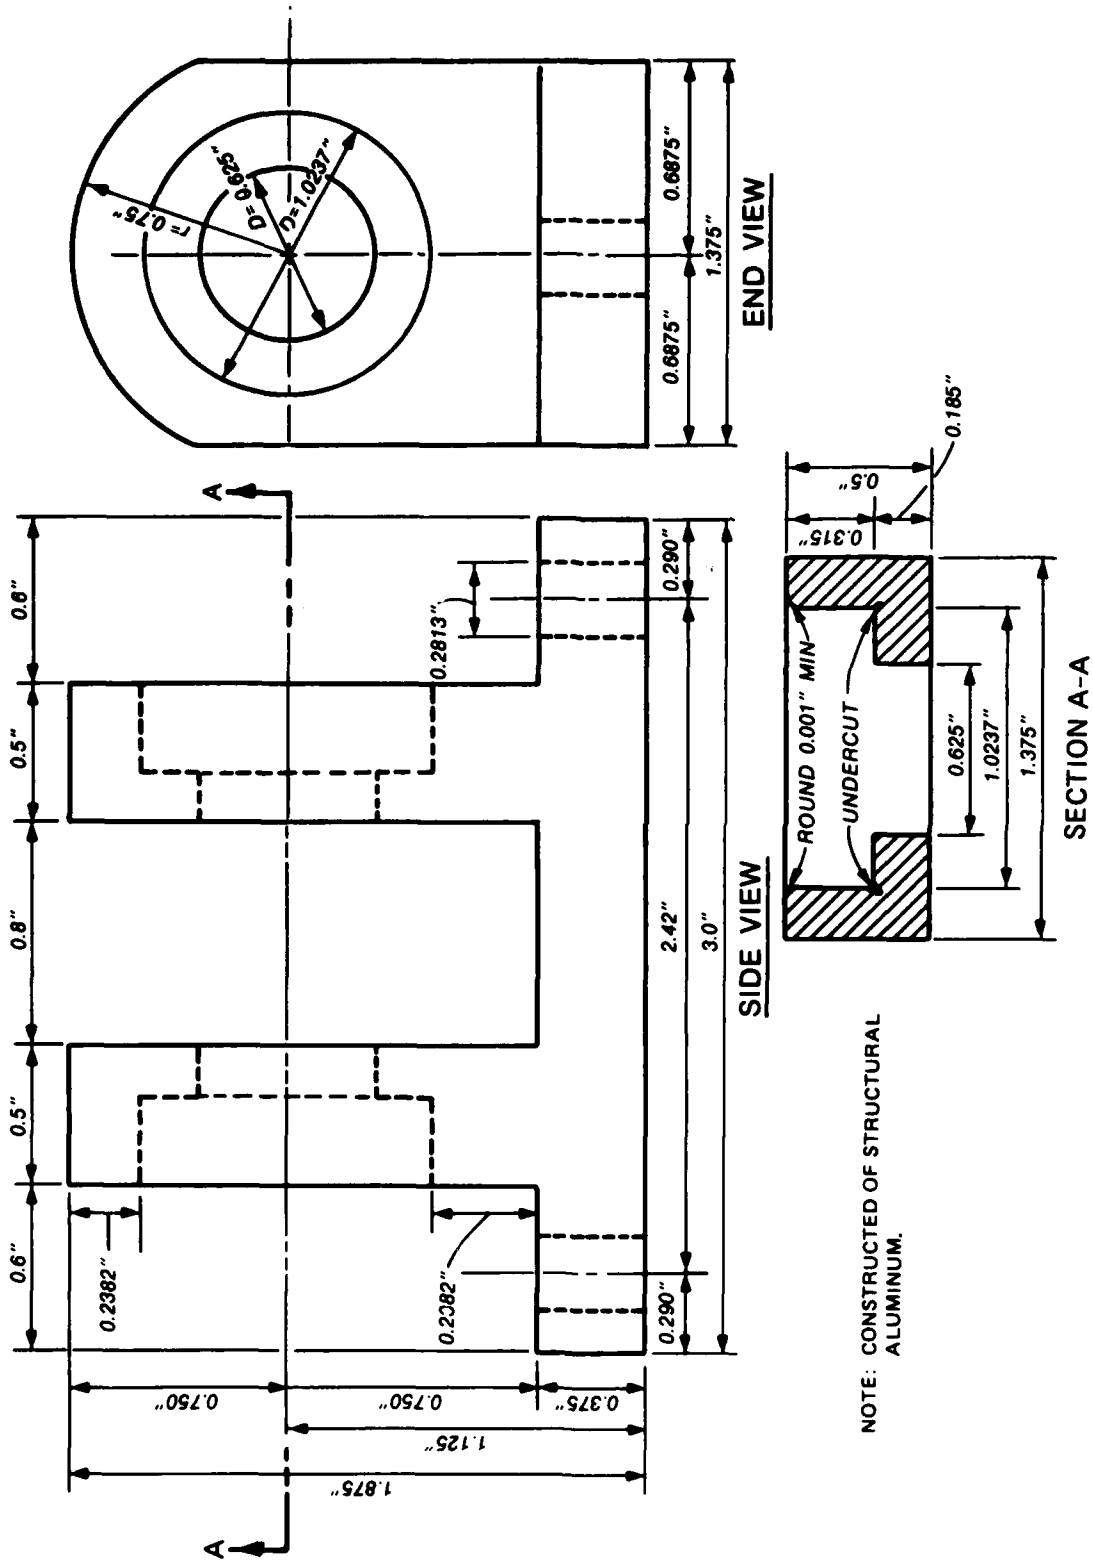 0.6"
0.5"
0.8"
0.5"
0.6"
A
A
0.2382"
0.2382"
0.2813"
0.750"
0.750"
0.375"
1.125"
1.875"
0.290"
2.42"
0.290"
3.0"
SIDE VIEW
r=0.75"
D=0.625"
D=1.0237"
0.6875"
0.6875"
1.375"
END VIEW
ROUND 0.001" MIN
UNDERCUT
0.315"
0.5"
0.185"
0.625"
1.0237"
1.375"
SECTION A-A
NOTE: CONSTRUCTED OF STRUCTURAL
ALUMINUM.